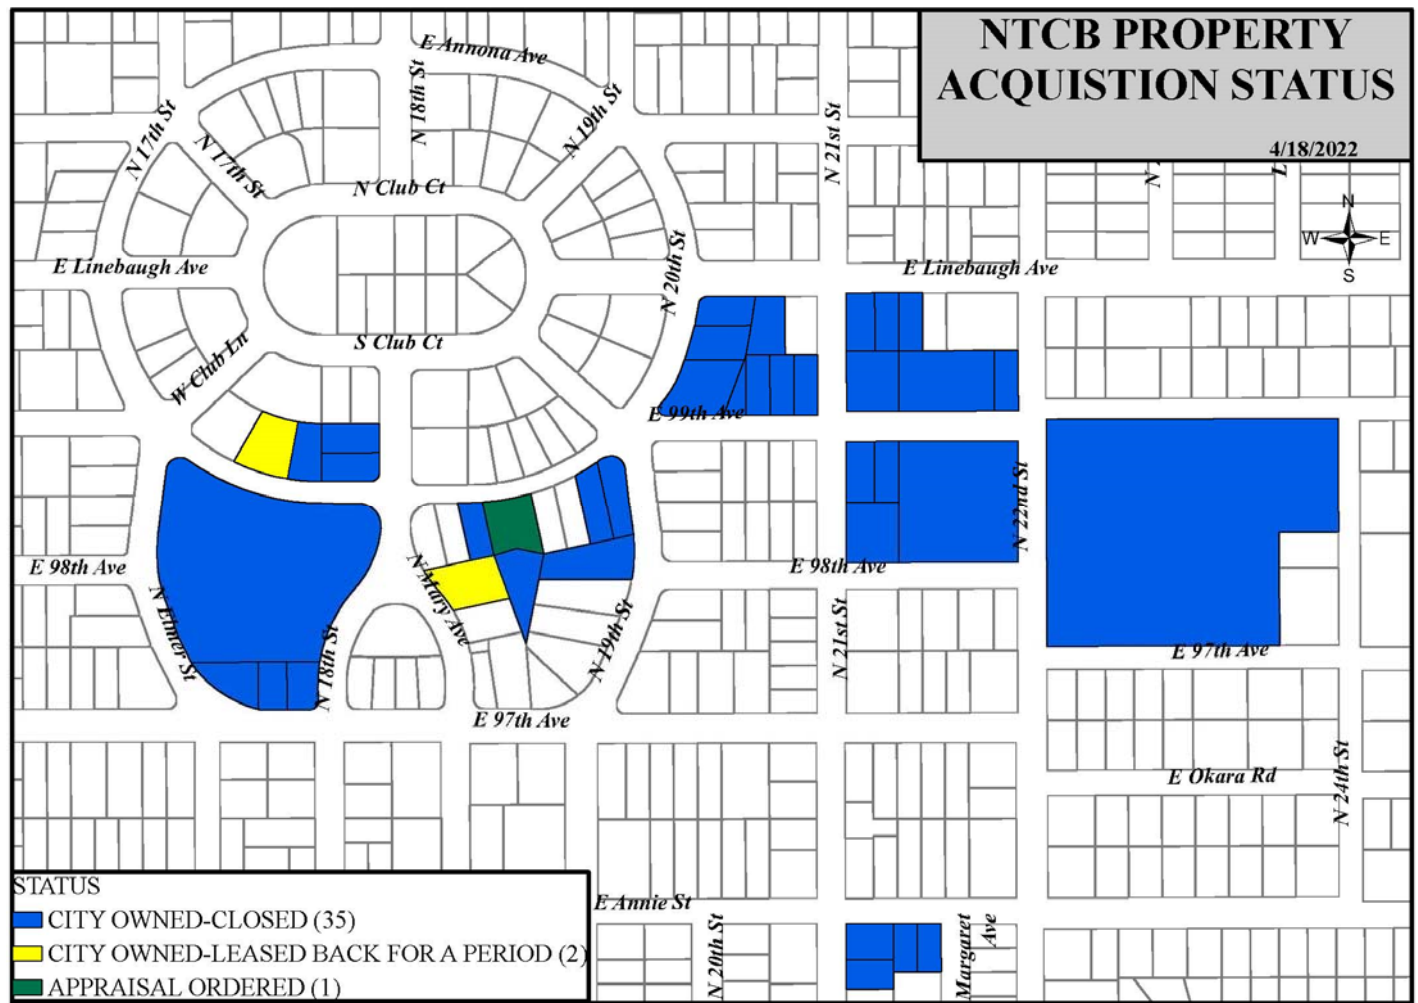 NTCB PROPERTY
ACQUISTION STATUS
4/18/2022
E Annona Ave
N 18th St
N 19th St
N 17th St
N 17th St
N 21st St
N Club Ct
N
W E
S
E Linebaugh Ave
N 20th St
E Linebaugh Ave
S Club Ct
W Club Ln
E 99th Ave
N 22nd St
E 98th Ave
N Mary Ave
E 98th Ave
N Elmer St
N 18th St
N 19th St
N 21st St
E 97th Ave
E 97th Ave
E Okara Rd
N 24th St
STATUS
CITY OWNED-CLOSED (35)
CITY OWNED-LEASED BACK FOR A PERIOD (2)
APPRAISAL ORDERED (1)
E Annie St
N 20th St
Margaret
Ave